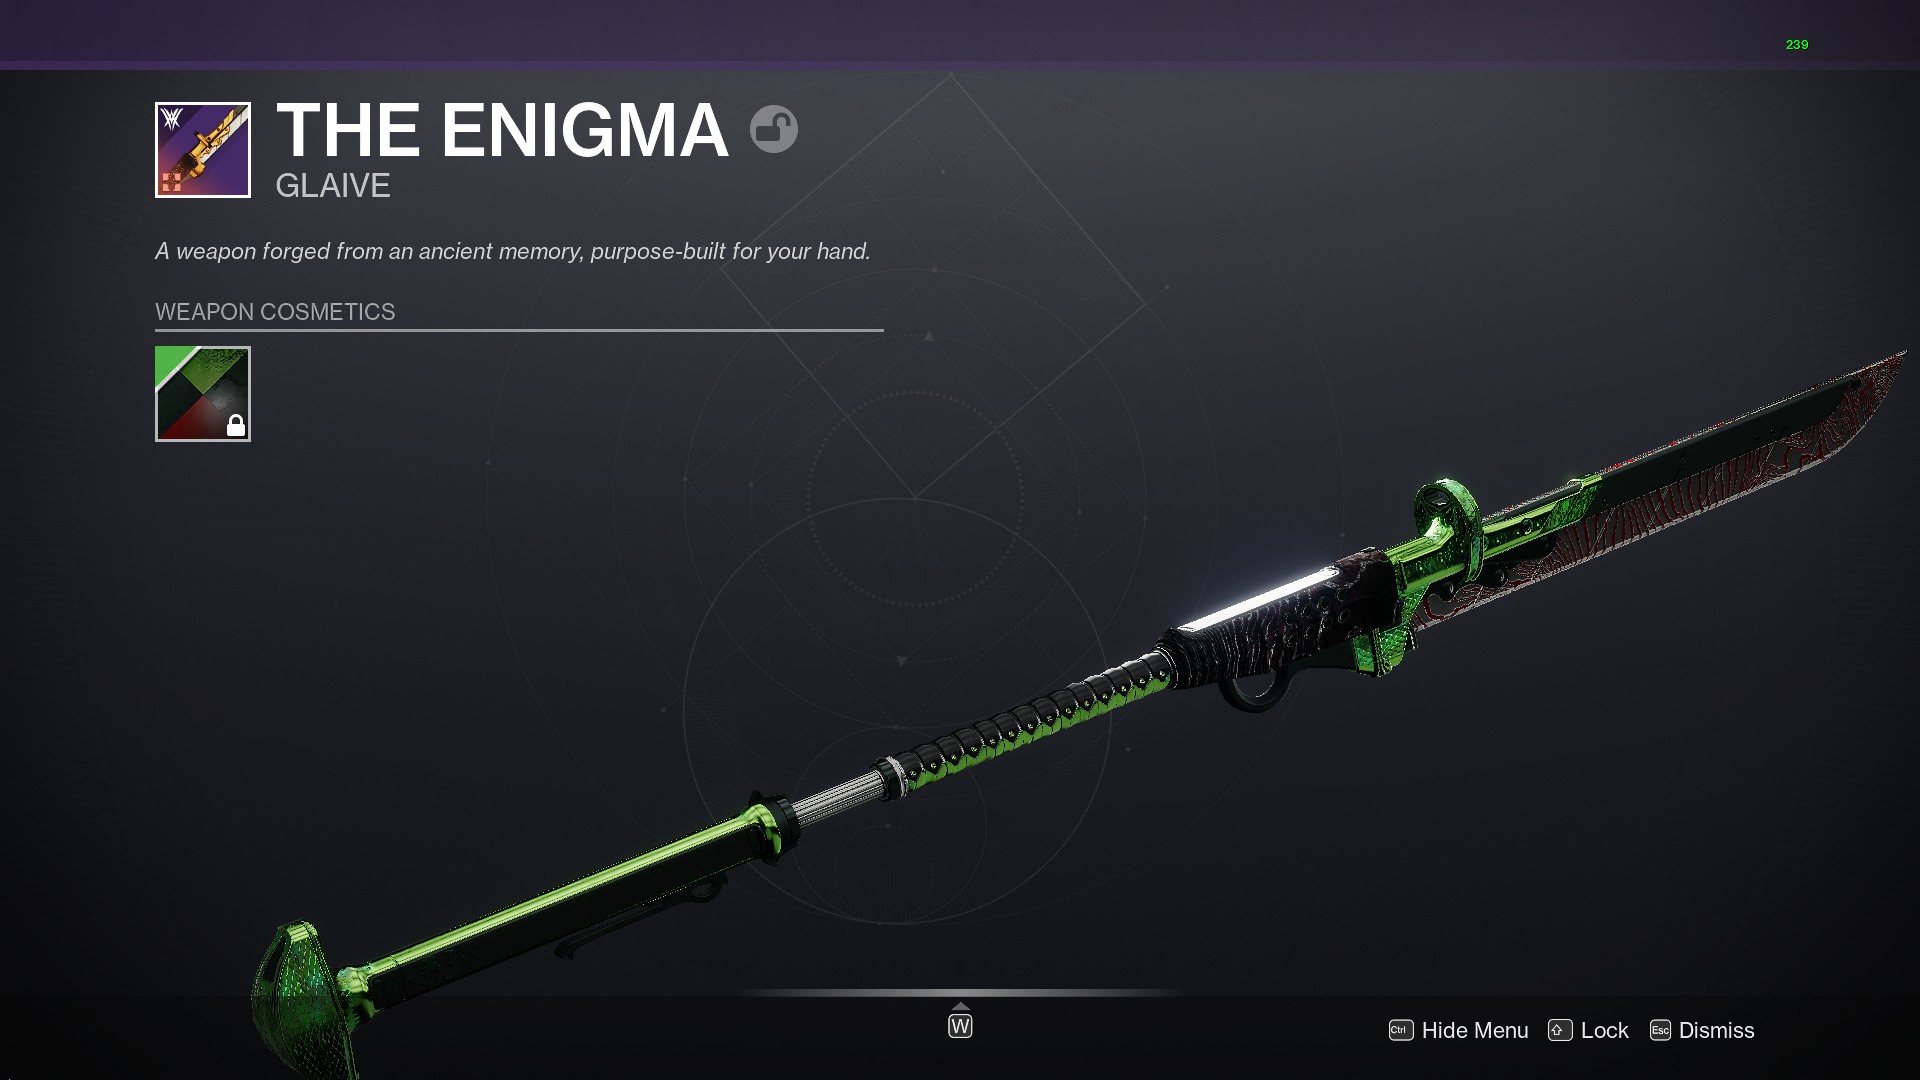 239
THE ENIGMA
GLAIVE
A weapon forged from an ancient memory, purpose-built for your hand.
WEAPON COSMETICS
W
Ctrl Hide Menu Lock Esc Dismiss